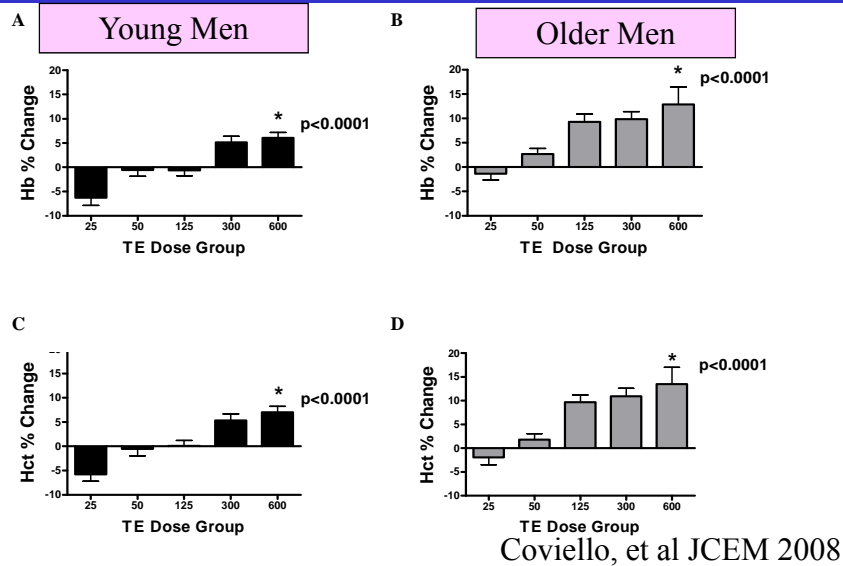 A
Young Men
B
Older Men
Hb % Change
20
15
10
5
0
-5
-10
*
p<0.0001
25 50 125 300 600
TE Dose Group
Hb % Change
20
15
10
5
0
-5
-10
*
p<0.0001
25 50 125 300 600
TE Dose Group
C
Hct % Change
15
10
5
0
-5
-10
*
p<0.0001
25 50 125 300 600
TE Dose Group
D
Hct % Change
20
15
10
5
0
-5
-10
*
p<0.0001
25 50 125 300 600
TE Dose Group
Coviello, et al JCEM 2008